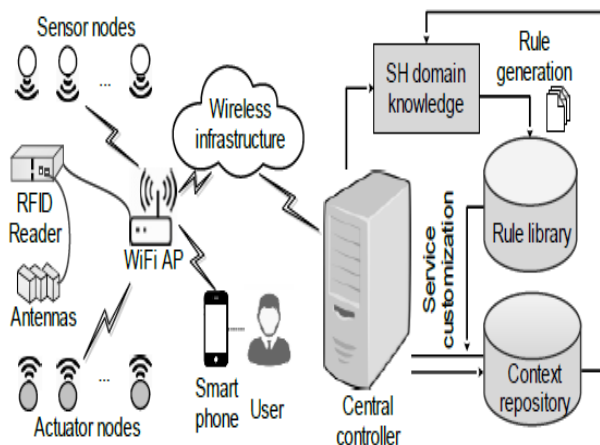 Sensor nodes
...
RFID
Reader
Antennas
WiFi AP
Wireless
infrastructure
...
Actuator nodes
Smart
phone
User
Central
controller
SH domain
knowledge
Rule
generation
Rule library
Service
customization
Context
repository